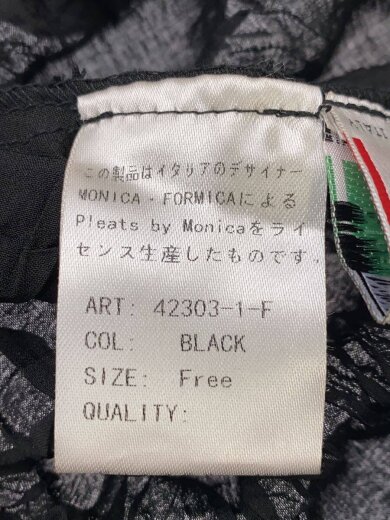 この製品はイタリアのデザイナー
MONICA・FORMICAによる
Pleats by Monicaをライ
センス生産したものです.
ART: 42303-1-F
COL: BLACK
SIZE: Free
QUALITY: